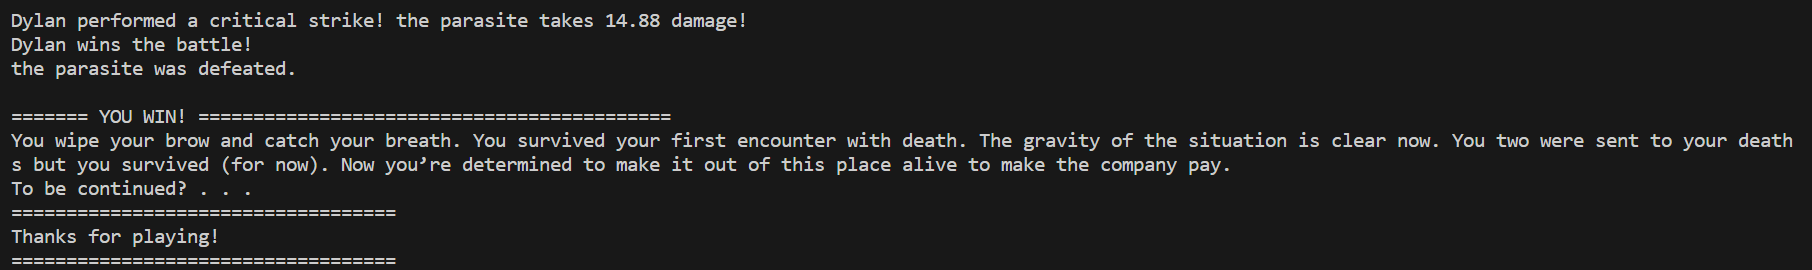 Dylan performed a critical strike! the parasite takes 14.88 damage!
Dylan wins the battle!
the parasite was defeated.
======= YOU WIN! ===========================================
You wipe your brow and catch your breath. You survived your first encounter with death. The gravity of the situation is clear now. You two were sent to your death
s but you survived (for now). Now you’re determined to make it out of this place alive to make the company pay.
To be continued? . . .
===================================
Thanks for playing!
===================================